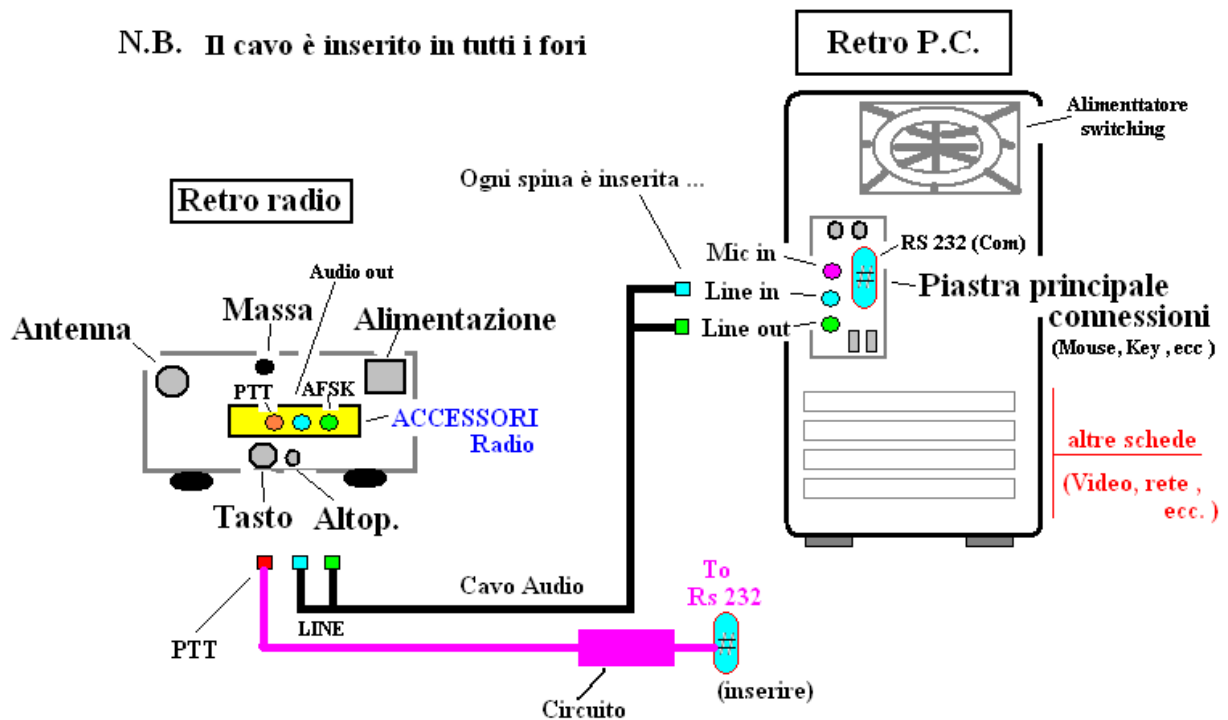 N.B. Il cavo è inserito in tutti i fori
Retro P.C.
Alimenttatore
switching
Ogni spina è inserita ...
Retro radio
RS 232 (Com)
Mic in
Audio out
Line in
Piastra principale
connessioni
(Mouse, Key , ecc )
Massa
Antenna
Alimentazione
Line out
PTT
AFSK
ACCESSORI
Radio
altre schede
(Video, rete ,
ecc. )
Tasto
Altop.
Cavo Audio
To
Rs 232
LINE
PTT
Circuito
(inserire)